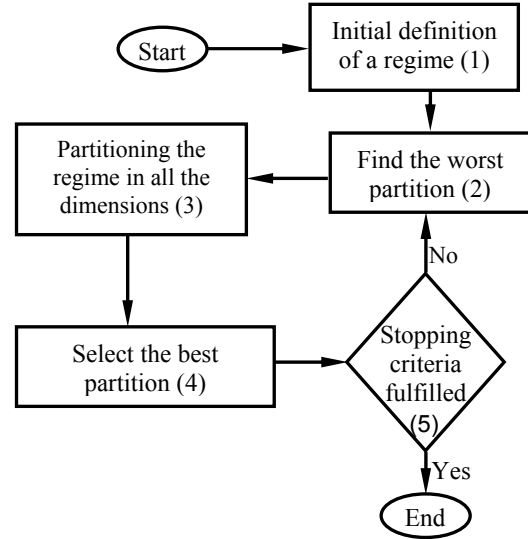 Start
Initial definition
of a regime (1)
Find the worst
partition (2)
Partitioning the
regime in all the
dimensions (3)
Select the best
partition (4)
Stopping
criteria
fulfilled
(5)
No
Yes
End